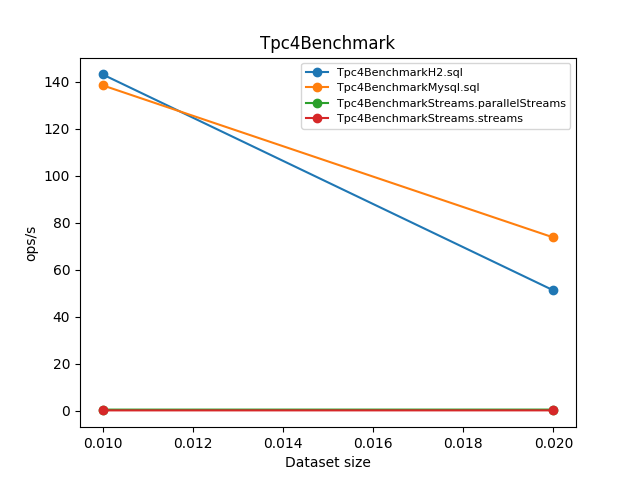 Tpc4Benchmark
Tpc4BenchmarkH2.sql
Tpc4BenchmarkMysql.sql
Tpc4BenchmarkStreams.parallelStreams
Tpc4BenchmarkStreams.streams
ops/s
140
120
100
80
60
40
20
0
0.010 0.012 0.014 0.016 0.018 0.020
Dataset size